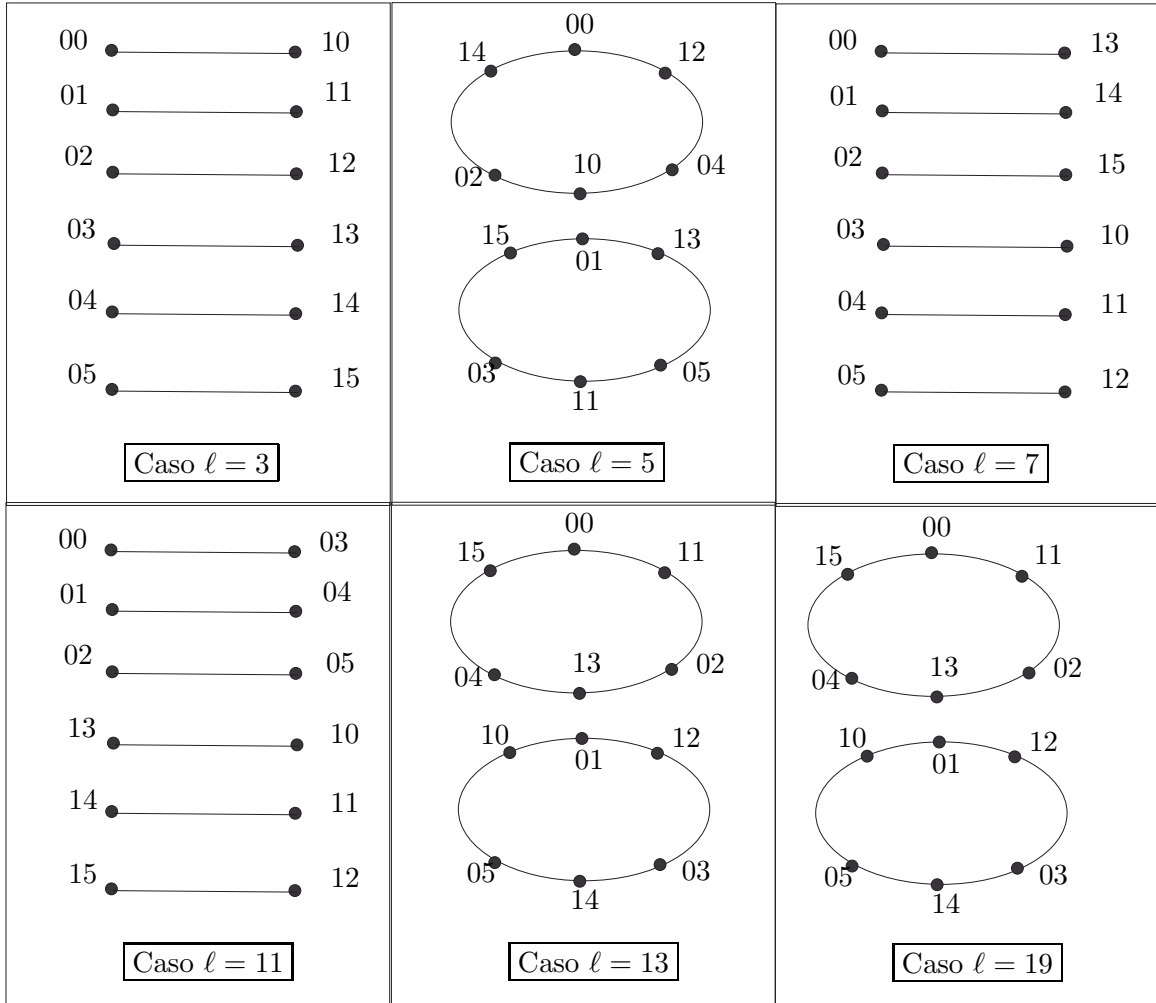 00 10
01 11
02 12
03 13
04 14
05 15
Caso ℓ = 3
00
14 12
02 10 04
15 01 13
03 11 05
Caso ℓ = 5
00 13
01 14
02 15
03 10
04 11
05 12
Caso ℓ = 7
00 03
01 04
02 05
13 10
14 11
15 12
Caso ℓ = 11
00
15 11
04 13 02
10 01 12
05 14 03
Caso ℓ = 13
00
15 11
04 13 02
10 01 12
05 14 03
Caso ℓ = 19